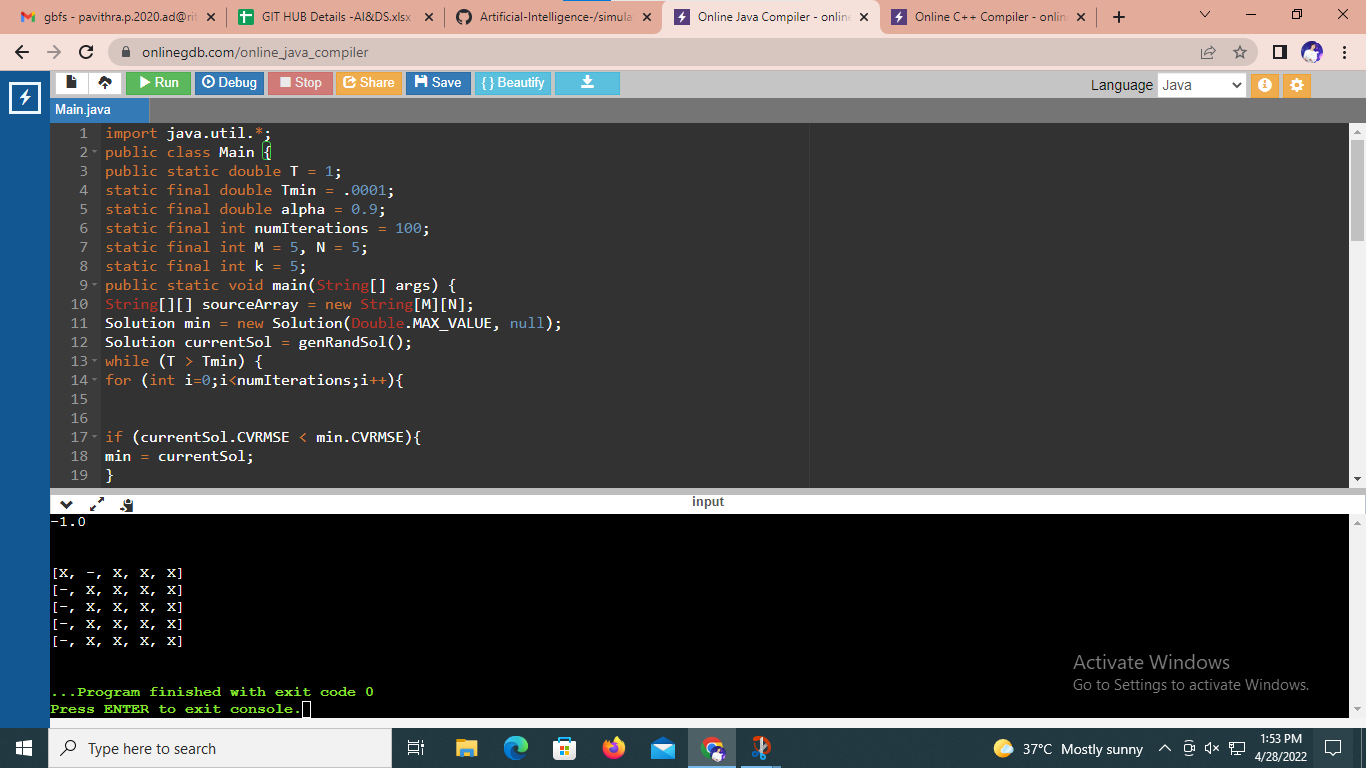 gbfs - pavithra.p.2020.ad@rit
GIT HUB Details -AI&DS.xlsx
Artificial-Intelligence-/simula
Online Java Compiler - online
Online C++ Compiler - onlin
onlinegdb.com/online_java_compiler
Run Debug Stop Share Save { } Beautify
Language Java
Main.java
1 import java.util.*;
2 public class Main {
3 public static double T = 1;
4 static final double Tmin = .0001;
5 static final double alpha = 0.9;
6 static final int numIterations = 100;
7 static final int M = 5, N = 5;
8 static final int k = 5;
9 public static void main(String[] args) {
10 String[][] sourceArray = new String[M][N];
11 Solution min = new Solution(Double.MAX_VALUE, null);
12 Solution currentSol = genRandSol();
13 while (T > Tmin) {
14 for (int i=0;i<numIterations;i++){
15
16
17 if (currentSol.CVRMSE < min.CVRMSE){
18 min = currentSol;
19 }
input
-1.0
[X, -, X, X, X]
[-, X, X, X, X]
[-, X, X, X, X]
[-, X, X, X, X]
[-, X, X, X, X]
...Program finished with exit code 0
Press ENTER to exit console.
Activate Windows
Go to Settings to activate Windows.
Type here to search
37°C Mostly sunny
1:53 PM
4/28/2022